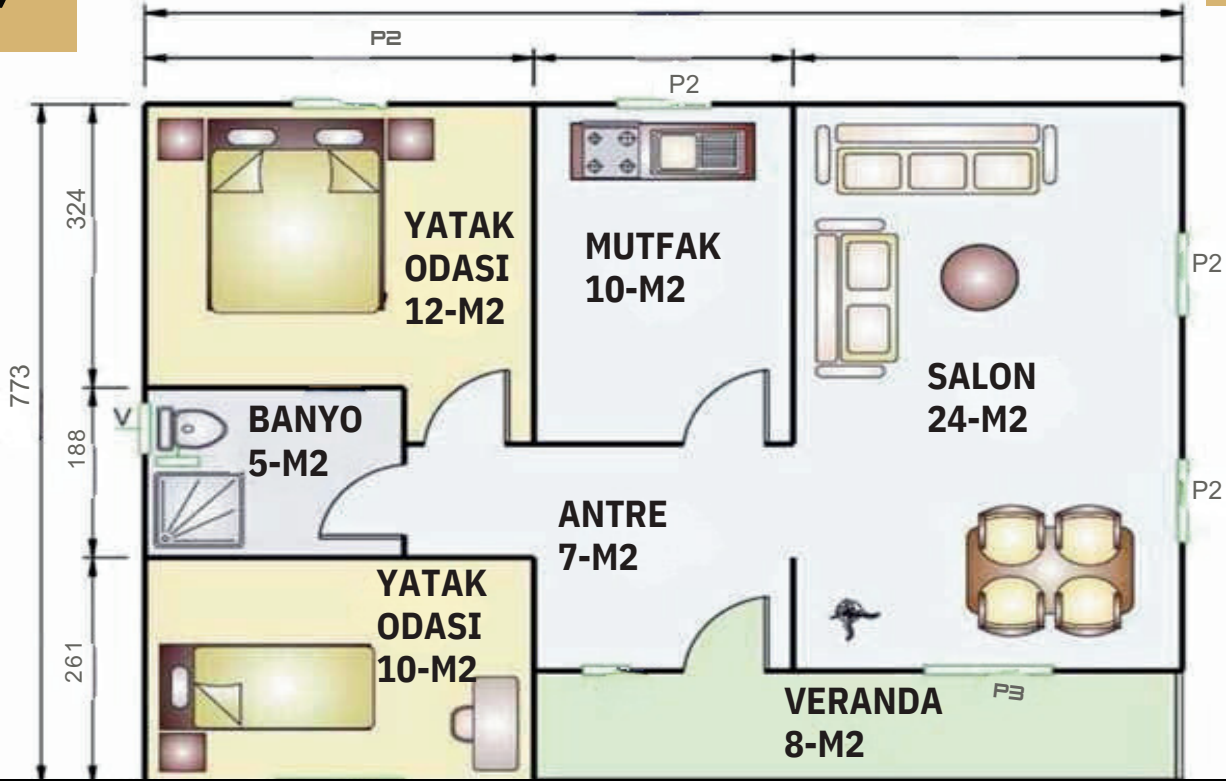 P2
P2
324
773
188
261
YATAK
ODASI
12-M2
MUTFAK
10-M2
P2
SALON
24-M2
V
BANYO
5-M2
P2
ANTRE
7-M2
YATAK
ODASI
10-M2
P3
VERANDA
8-M2